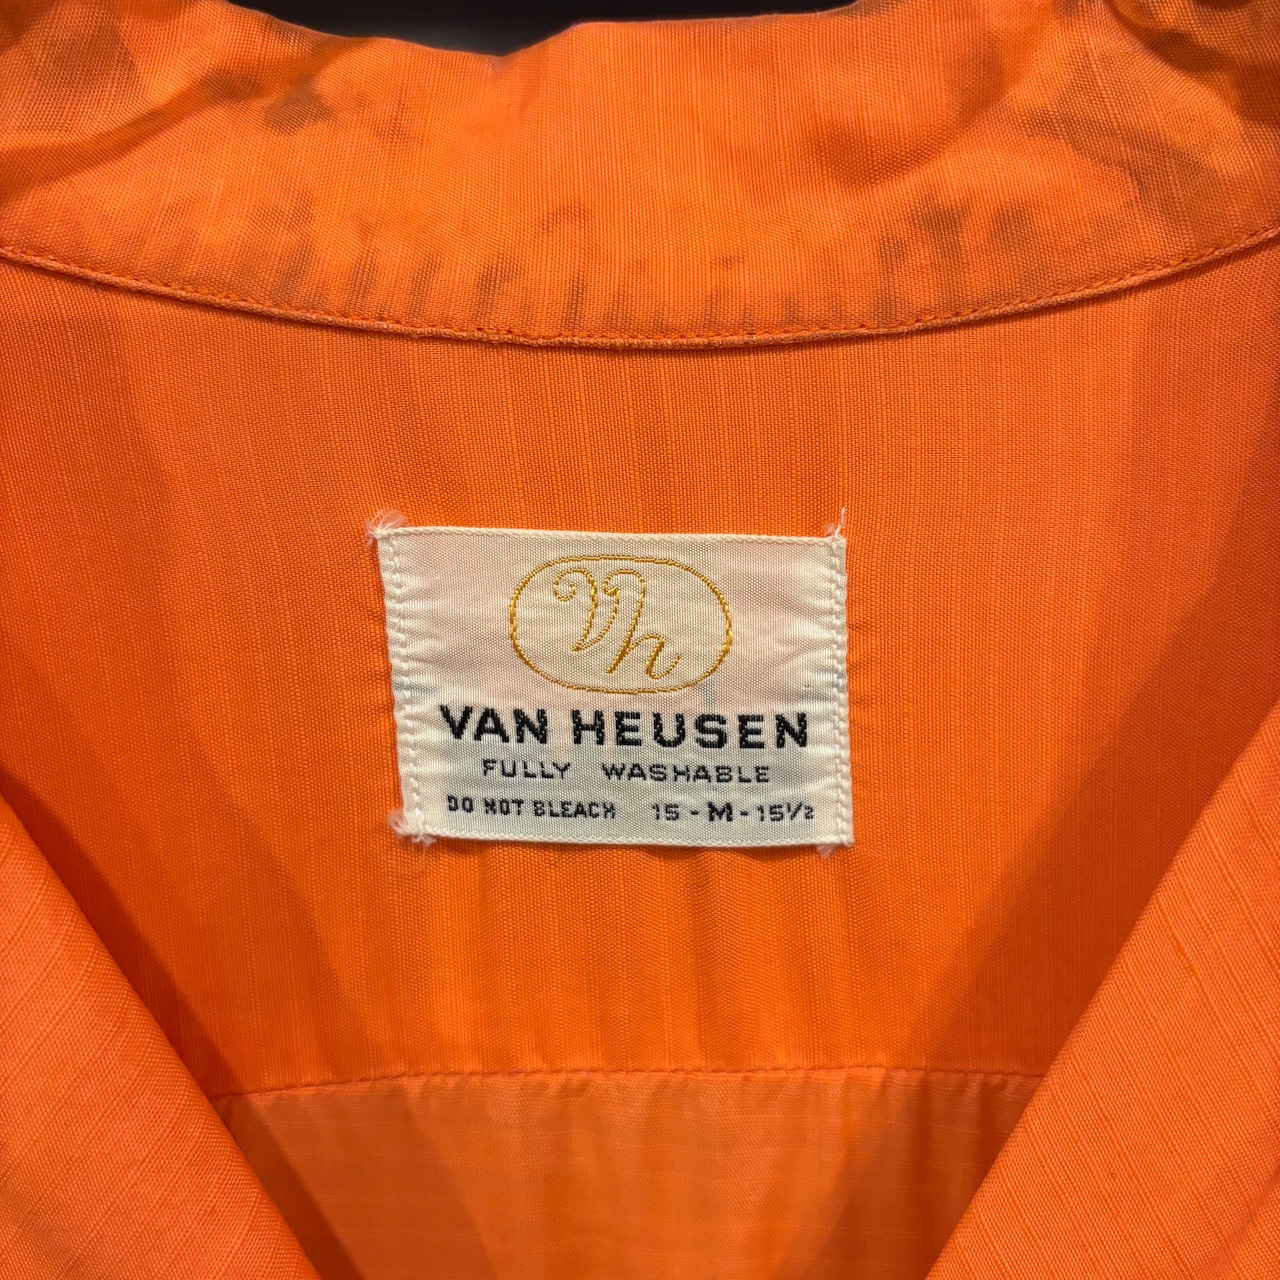 Vh
VAN HEUSEN
FULLY WASHABLE
DO NOT BLEACH 15 - M - 15½